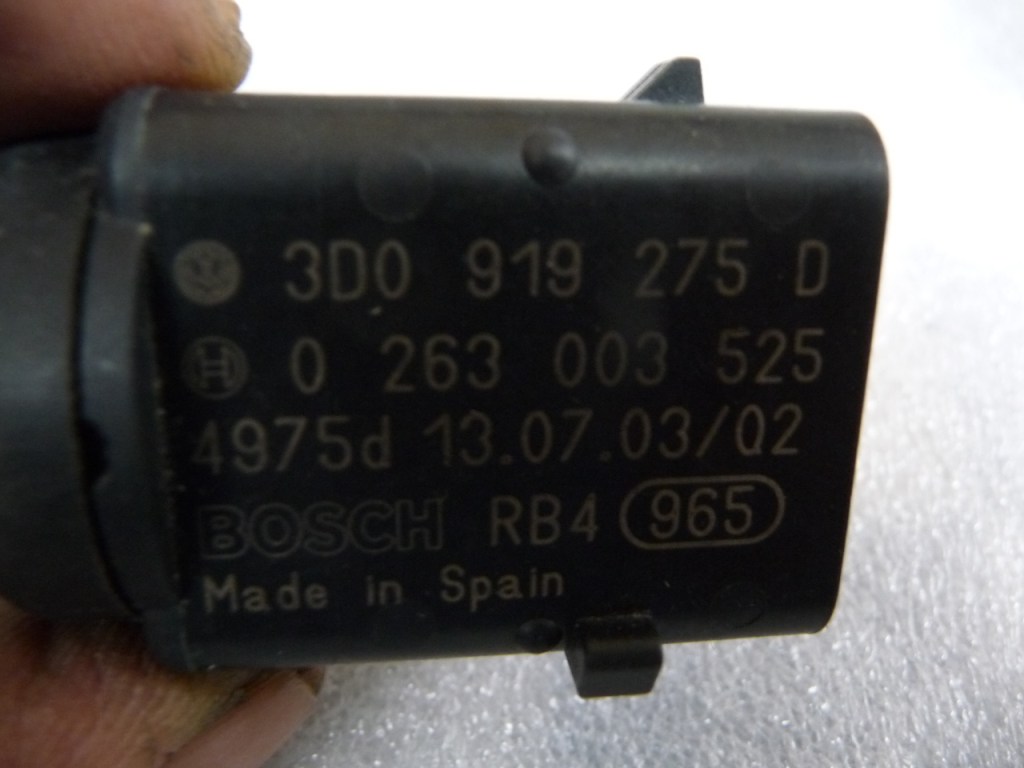 3D0 919 275 D
0 263 003 525
4975d 13.07.03/02
BOSCH RB4 965
Made in Spain